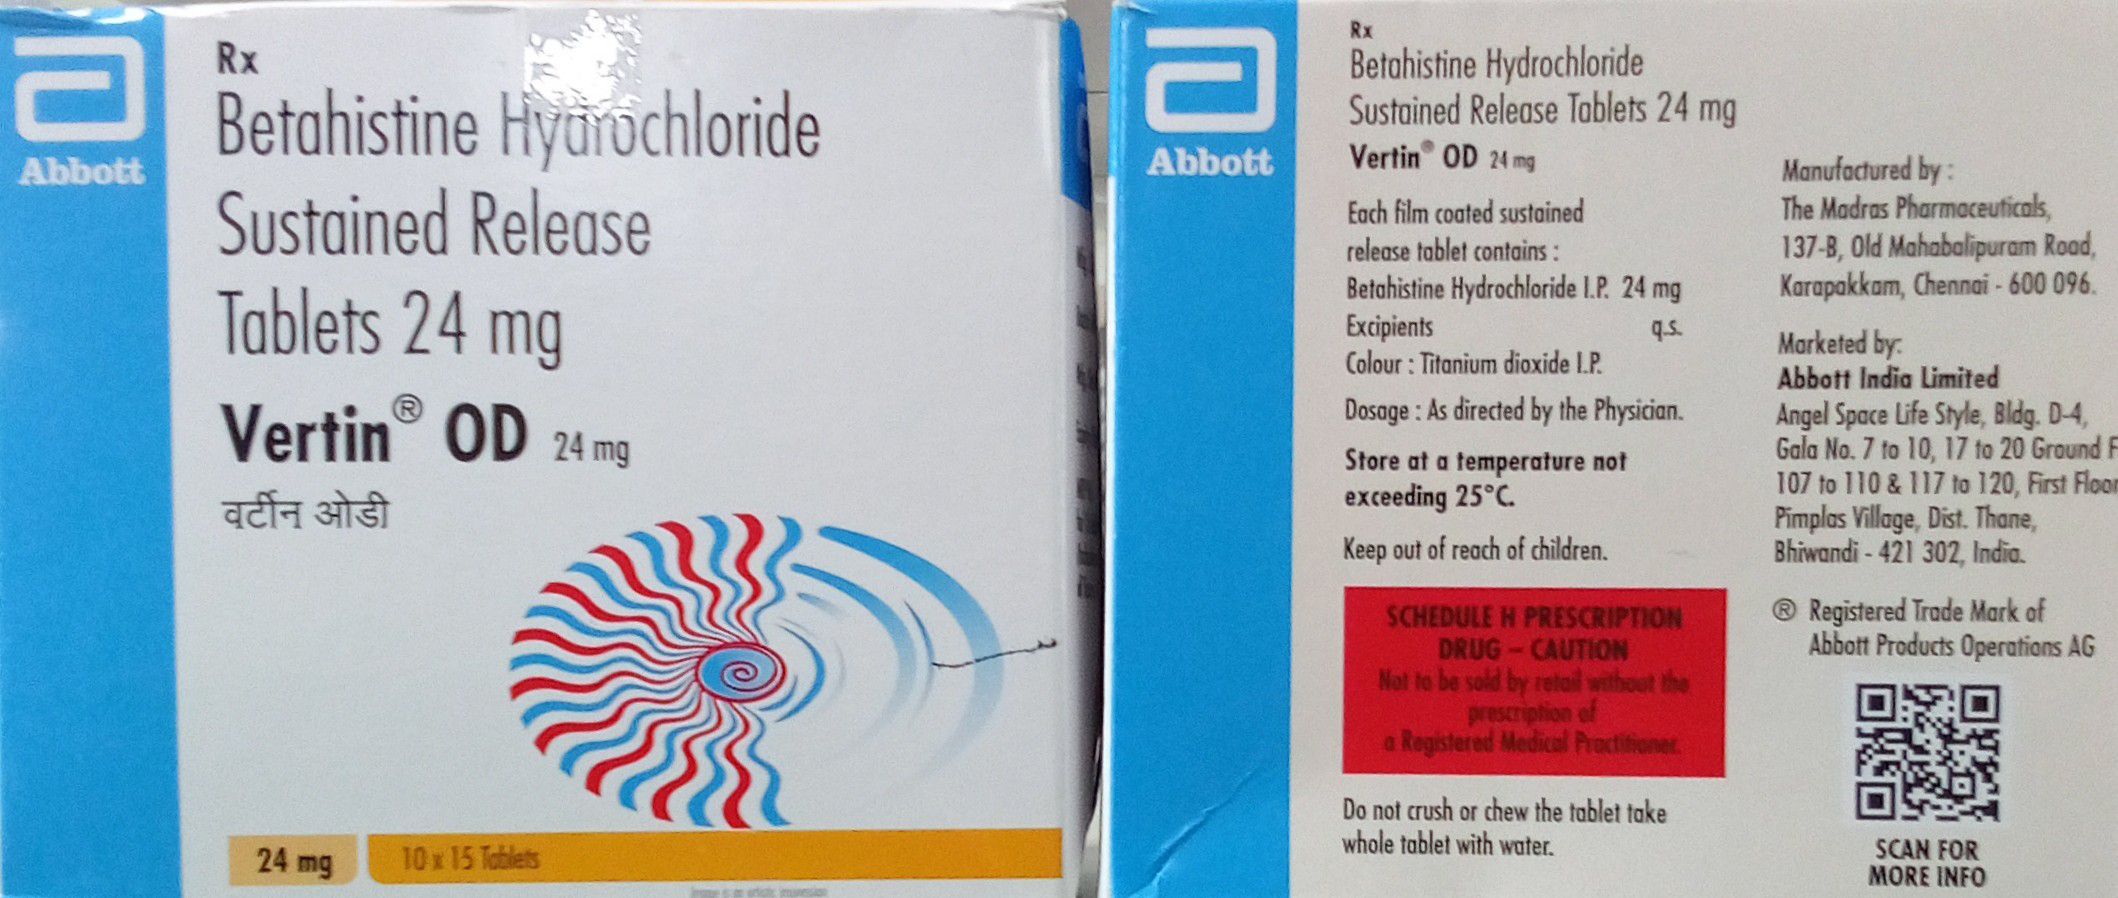 Abbott
Rx
Betahistine Hydrochloride
Sustained Release
Tablets 24 mg
Vertin® OD 24 mg
वर्टीन ओडी
24 mg
10 x 15 Tablets
Abbott
Rx
Betahistine Hydrochloride
Sustained Release Tablets 24 mg
Vertin® OD 24 mg
Each film coated sustained
release tablet contains :
Betahistine Hydrochloride I.P. 24 mg
Excipients q.s.
Colour : Titanium dioxide I.P.
Dosage : As directed by the Physician.
Store at a temperature not
exceeding 25°C.
Keep out of reach of children.
SCHEDULE H PRESCRIPTION
DRUG – CAUTION
Not to be sold by retail without the
prescription of
a Registered Medical Practitioner.
Do not crush or chew the tablet take
whole tablet with water.
Manufactured by :
The Madras Pharmaceuticals,
137-B, Old Mahabalipuram Road,
Karapakkam, Chennai - 600 096.
Marketed by:
Abbott India Limited
Angel Space Life Style, Bldg. D-4,
Gala No. 7 to 10, 17 to 20 Ground F
107 to 110 & 117 to 120, First Floor
Pimplas Village, Dist. Thane,
Bhiwandi - 421 302, India.
® Registered Trade Mark of
Abbott Products Operations AG
SCAN FOR
MORE INFO